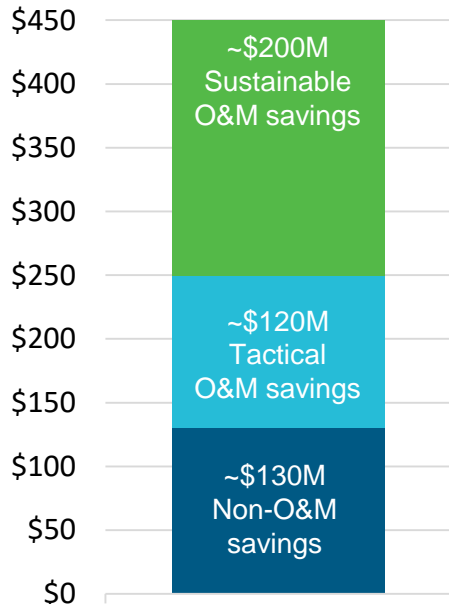 $450
$400
$350
$300
$250
$200
$150
$100
$50
$0
~$200M
Sustainable
O&M savings
~$120M
Tactical
O&M savings
~$130M
Non-O&M
savings